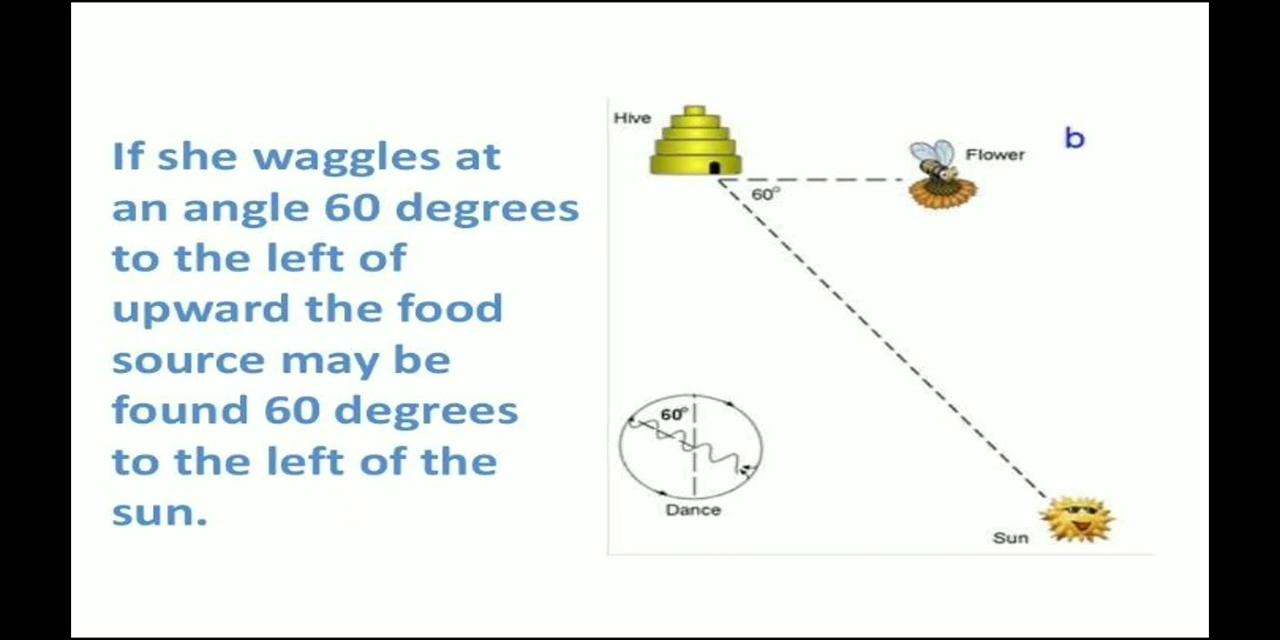 If she waggles at
an angle 60 degrees
to the left of
upward the food
source may be
found 60 degrees
to the left of the
sun.
Hive
Flower
b
60°
60°
Dance
Sun